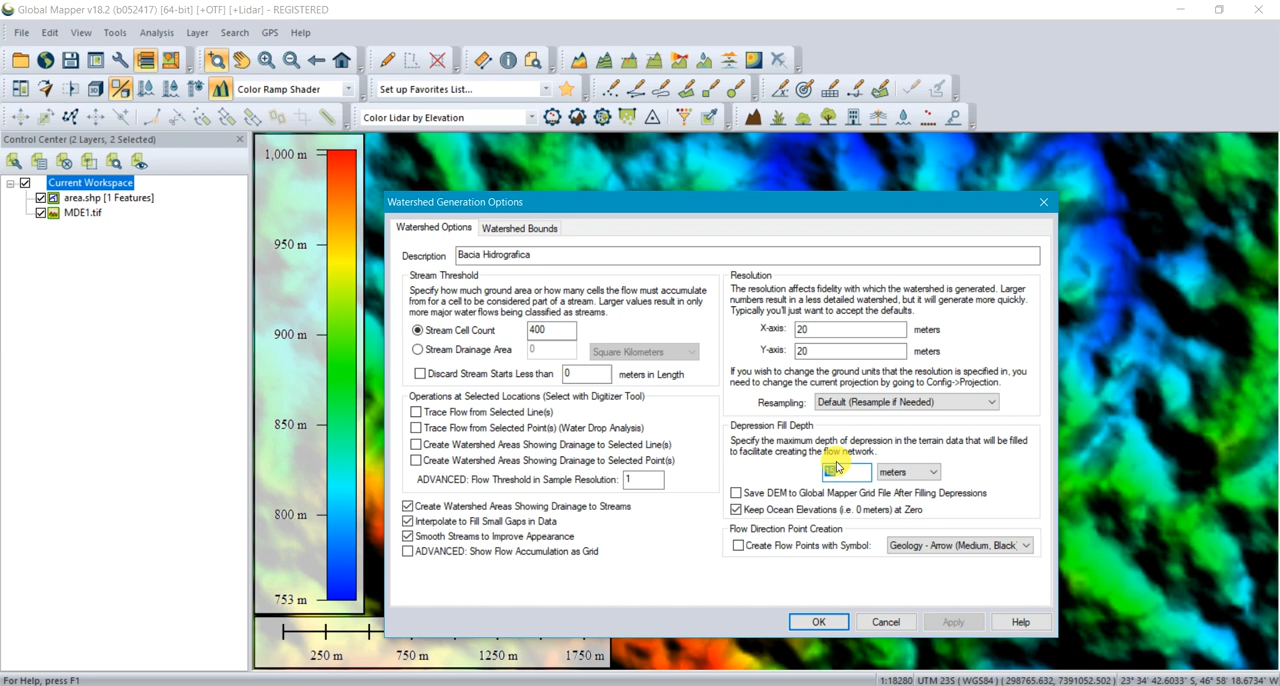 Global Mapper v18.2 (b052417) [64-bit] [+OTF] [+Lidar] - REGISTERED
File Edit View Tools Analysis Layer Search GPS Help
Color Ramp Shader
Set up Favorites List...
Color Lidar by Elevation
Control Center (2 Layers, 2 Selected)
Current Workspace
area.shp [1 Features]
MDE1.tif
1,000 m
950 m
900 m
850 m
800 m
753 m
250 m 750 m 1250 m 1750 m
Watershed Generation Options
Watershed Options Watershed Bounds
Description Bacia Hidrografica
Stream Threshold
Specify how much ground area or how many cells the flow must accumulate
from for a cell to be considered part of a stream. Larger values result in only
more major water flows being classified as streams.
Stream Cell Count 400
Stream Drainage Area 0 Square Kilometers
Discard Stream Starts Less than 0 meters in Length
Operations at Selected Locations (Select with Digitizer Tool)
Trace Flow from Selected Line(s)
Trace Flow from Selected Point(s) (Water Drop Analysis)
Create Watershed Areas Showing Drainage to Selected Line(s)
Create Watershed Areas Showing Drainage to Selected Point(s)
ADVANCED: Flow Threshold in Sample Resolution: 1
Create Watershed Areas Showing Drainage to Streams
Interpolate to Fill Small Gaps in Data
Smooth Streams to Improve Appearance
ADVANCED: Show Flow Accumulation as Grid
Resolution
The resolution affects fidelity with which the watershed is generated. Larger
numbers result in a less detailed watershed, but it will generate more quickly.
Typically you'll just want to accept the defaults.
X-axis: 20 meters
Y-axis: 20 meters
If you wish to change the ground units that the resolution is specified in, you
need to change the current projection by going to Config->Projection.
Resampling: Default (Resample if Needed)
Depression Fill Depth
Specify the maximum depth of depression in the terrain data that will be filled
to facilitate creating the flow network.
meters
Save DEM to Global Mapper Grid File After Filling Depressions
Keep Ocean Elevations (i.e. 0 meters) at Zero
Flow Direction Point Creation
Create Flow Points with Symbol: Geology - Arrow (Medium, Black
OK Cancel Apply Help
For Help, press F1
1:18280 UTM 23S ( WGS84 ) ( 298765.632, 7391052.502 ) 23° 34' 42.6033" S, 46° 58' 18.6734" W